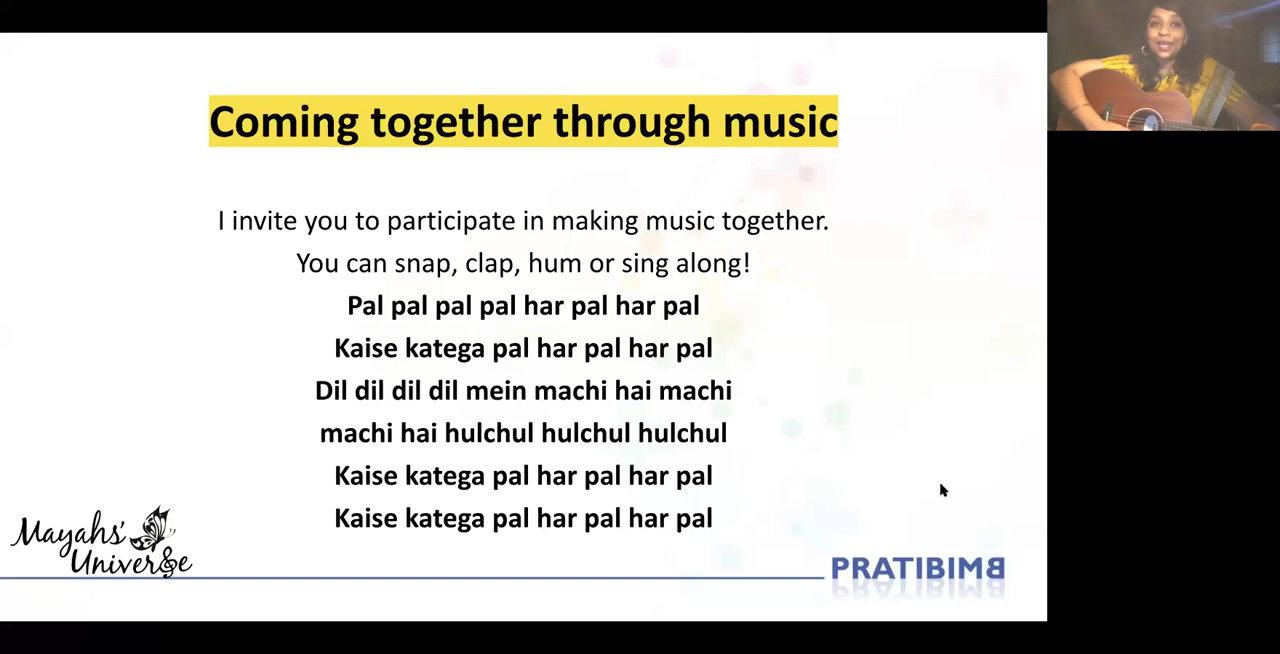 Coming together through music
I invite you to participate in making music together.
You can snap, clap, hum or sing along!
Pal pal pal pal har pal har pal
Kaise katega pal har pal har pal
Dil dil dil dil mein machi hai machi
machi hai hulchul hulchul hulchul
Kaise katega pal har pal har pal
Kaise katega pal har pal har pal
Mayahs'
Universe
PRATIBIMB